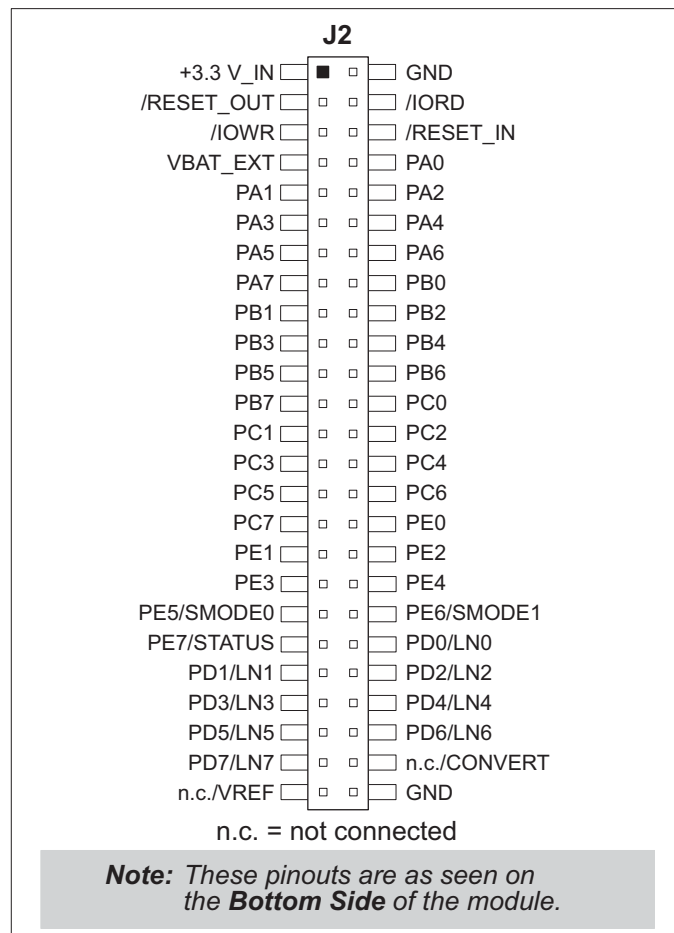 J2
+3.3 V_IN GND
/RESET_OUT /IORD
/IOWR /RESET_IN
VBAT_EXT PA0
PA1 PA2
PA3 PA4
PA5 PA6
PA7 PB0
PB1 PB2
PB3 PB4
PB5 PB6
PB7 PC0
PC1 PC2
PC3 PC4
PC5 PC6
PC7 PE0
PE1 PE2
PE3 PE4
PE5/SMODE0 PE6/SMODE1
PE7/STATUS PD0/LN0
PD1/LN1 PD2/LN2
PD3/LN3 PD4/LN4
PD5/LN5 PD6/LN6
PD7/LN7 n.c./CONVERT
n.c./VREF GND
n.c. = not connected
Note: These pinouts are as seen on
the Bottom Side of the module.